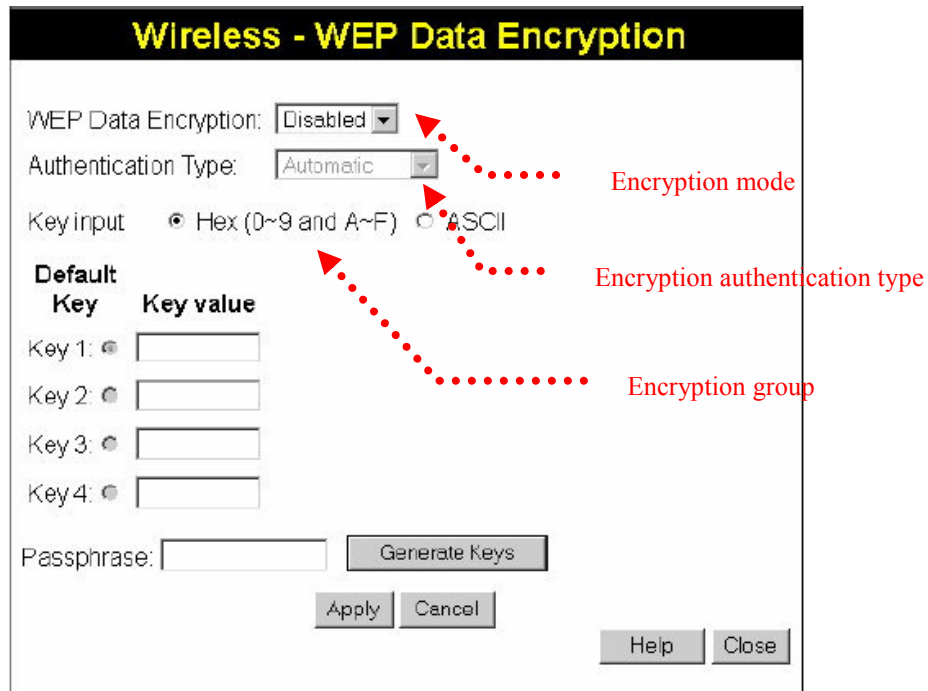 Wireless - WEP Data Encryption
WEP Data Encryption: Disabled
Authentication Type: Automatic
Encryption mode
Key input Hex (0~9 and A~F) ASCII
Encryption authentication type
Default
Key Key value
Key 1:
Encryption group
Key 2:
Key 3:
Key 4:
Passphrase: Generate Keys
Apply Cancel
Help Close